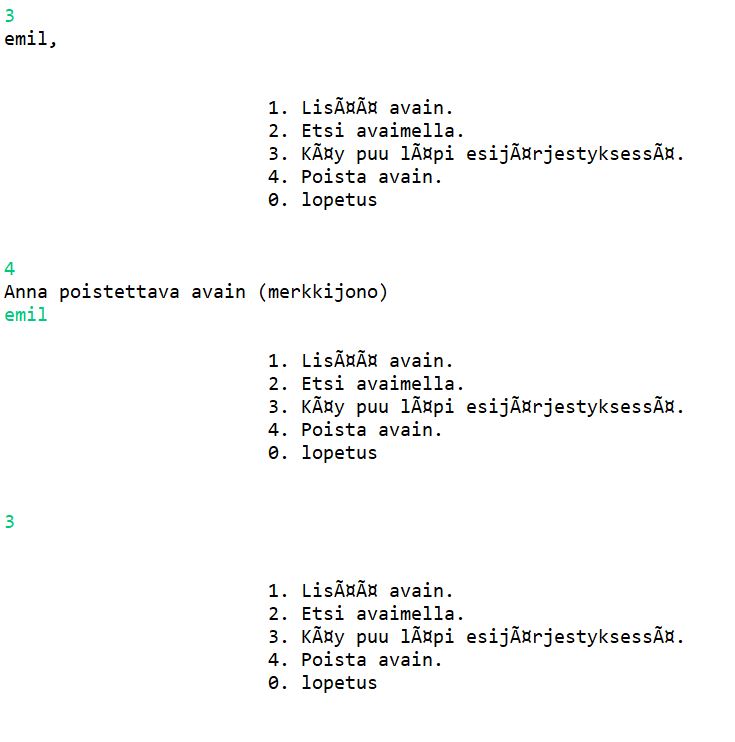 3
emil,
1. LisÃ¤Ã¤ avain.
2. Etsi avaimella.
3. KÃ¤y puu lÃ¤pi esijÃ¤rjestyksessÃ¤.
4. Poista avain.
0. lopetus
4
Anna poistettava avain (merkkijono)
emil
1. LisÃ¤Ã¤ avain.
2. Etsi avaimella.
3. KÃ¤y puu lÃ¤pi esijÃ¤rjestyksessÃ¤.
4. Poista avain.
0. lopetus
3
1. LisÃ¤Ã¤ avain.
2. Etsi avaimella.
3. KÃ¤y puu lÃ¤pi esijÃ¤rjestyksessÃ¤.
4. Poista avain.
0. lopetus